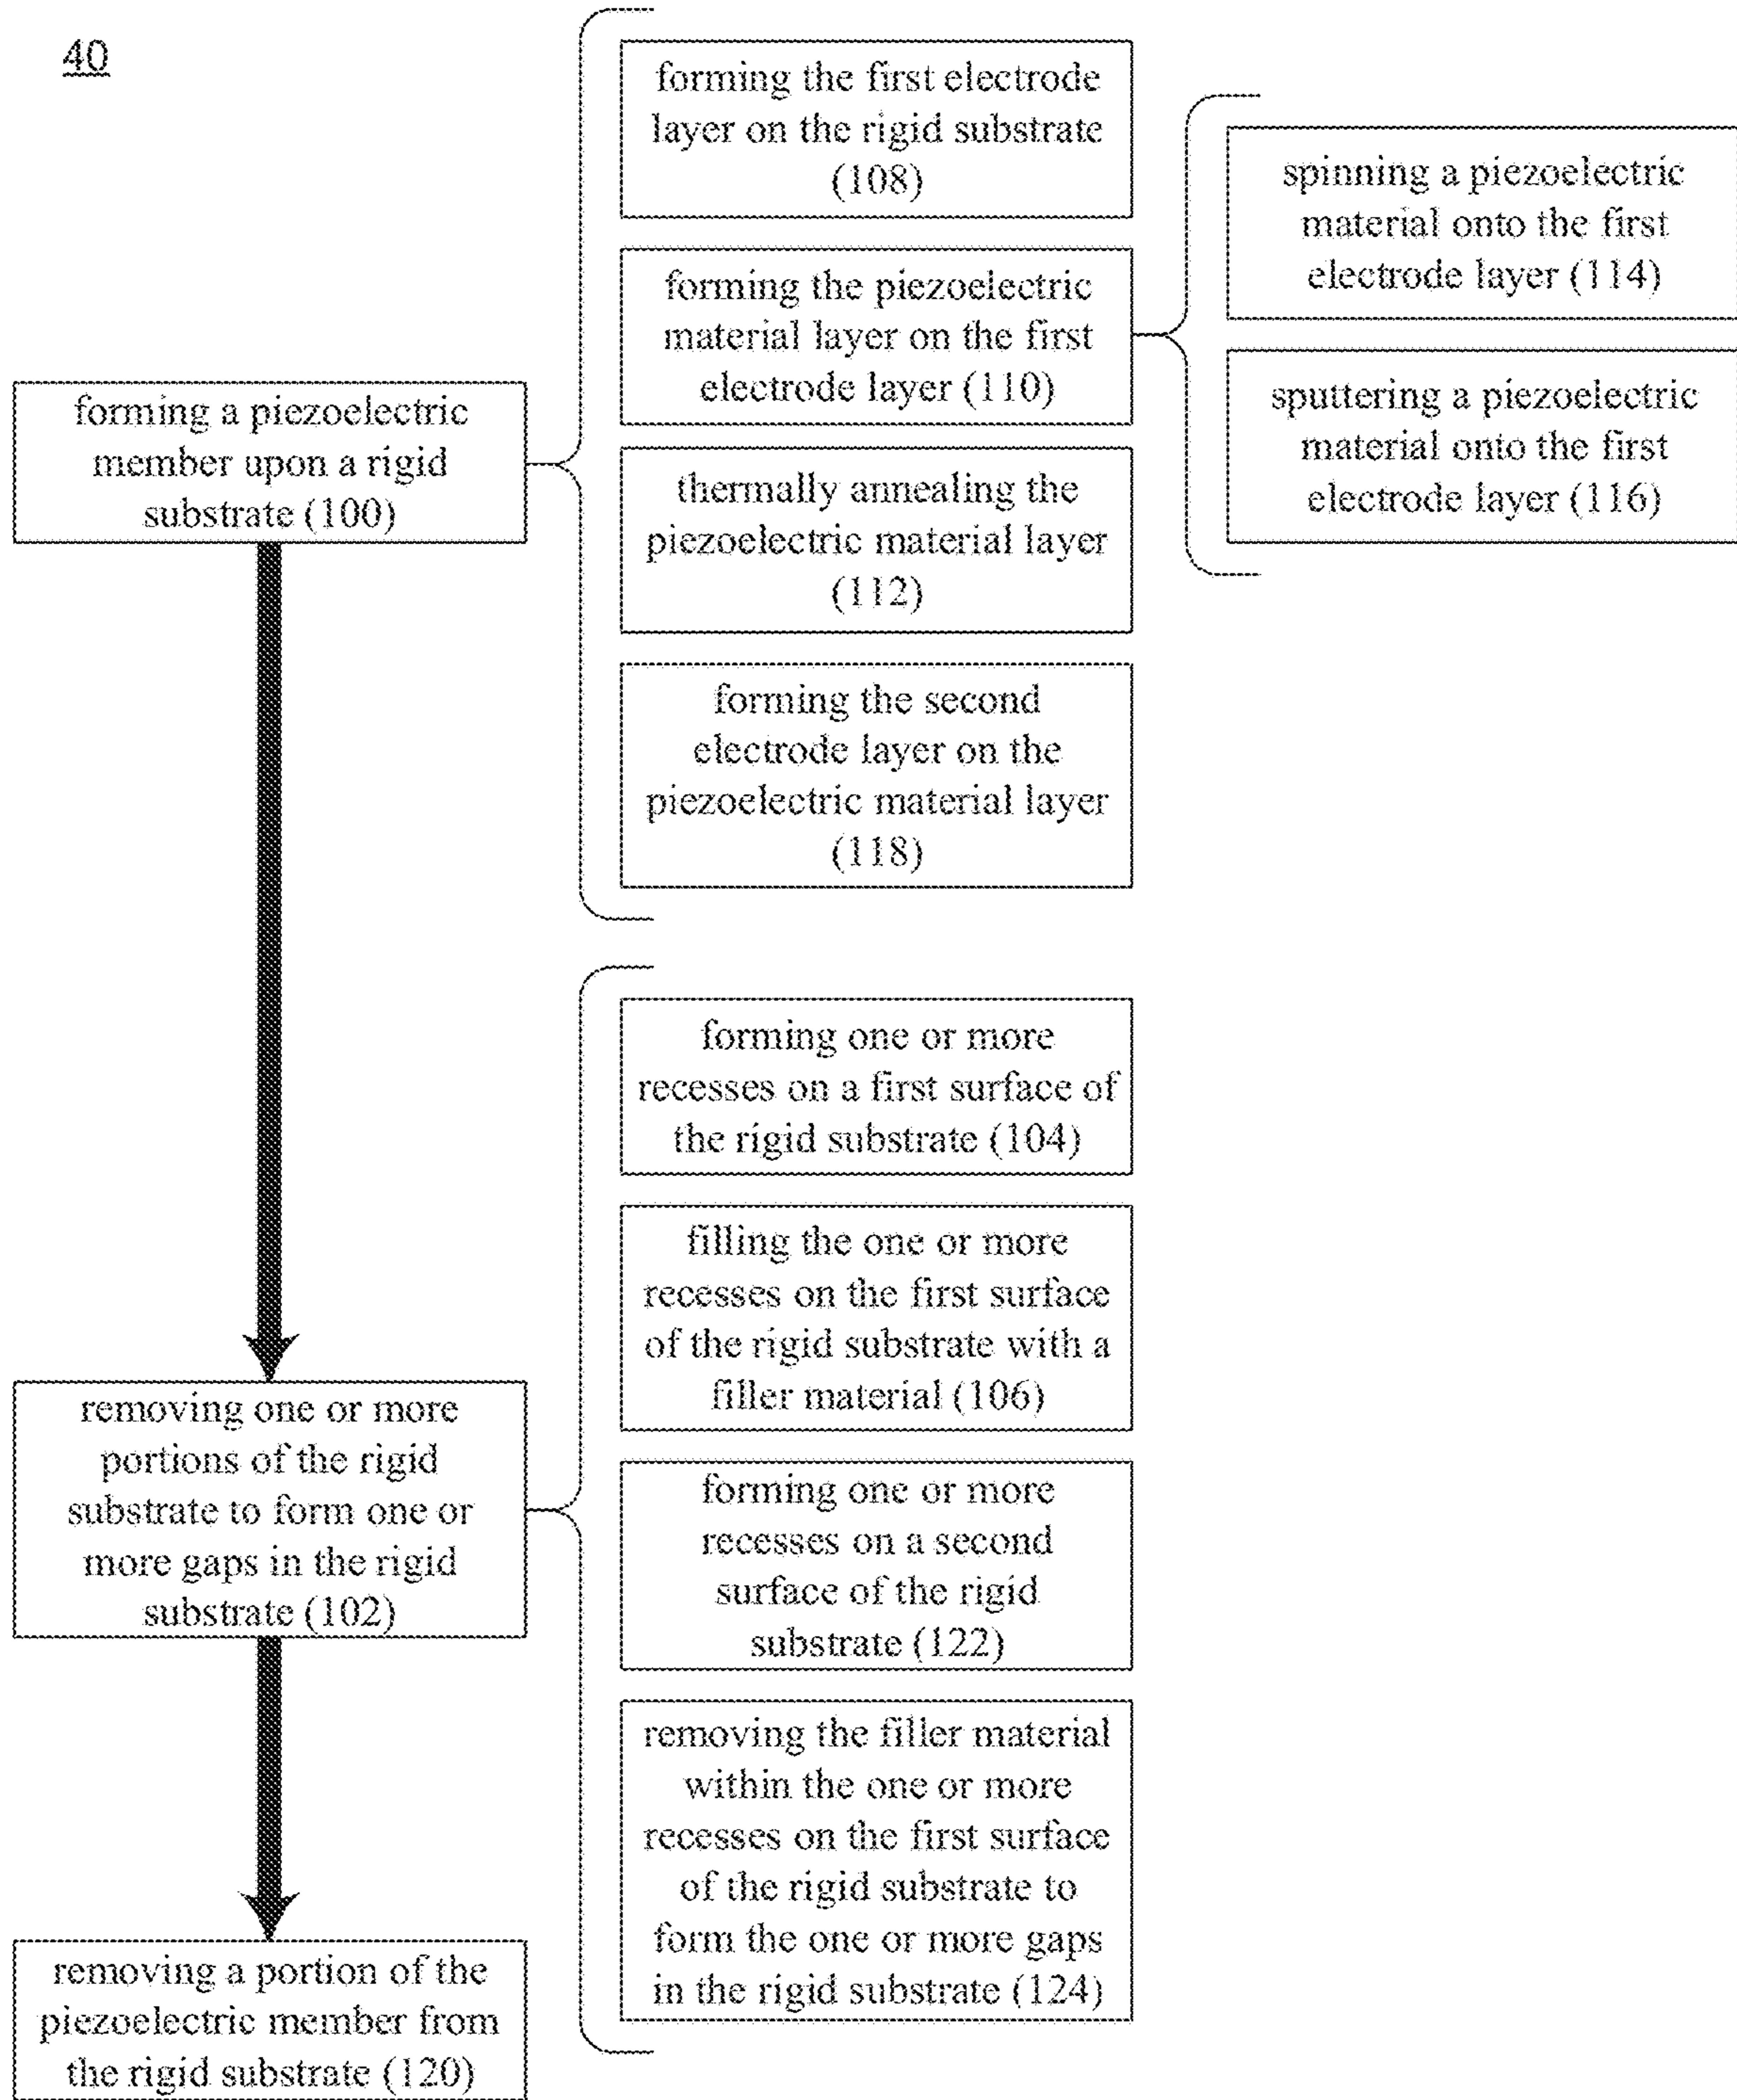 40
forming a piezoelectric
member upon a rigid
substrate (100)
forming the first electrode
layer on the rigid substrate
(108)
forming the piezoelectric
material layer on the first
electrode layer (110)
thermally annealing the
piezoelectric material layer
(112)
forming the second
electrode layer on the
piezoelectric material layer
(118)
spinning a piezoelectric
material onto the first
electrode layer (114)
sputtering a piezoelectric
material onto the first
electrode layer (116)
removing one or more
portions of the rigid
substrate to form one or
more gaps in the rigid
substrate (102)
forming one or more
recesses on a first surface of
the rigid substrate (104)
filling the one or more
recesses on the first surface
of the rigid substrate with a
filler material (106)
forming one or more
recesses on a second
surface of the rigid
substrate (122)
removing the filler material
within the one or more
recesses on the first surface
of the rigid substrate to
form the one or more gaps
in the rigid substrate (124)
removing a portion of the
piezoelectric member from
the rigid substrate (120)